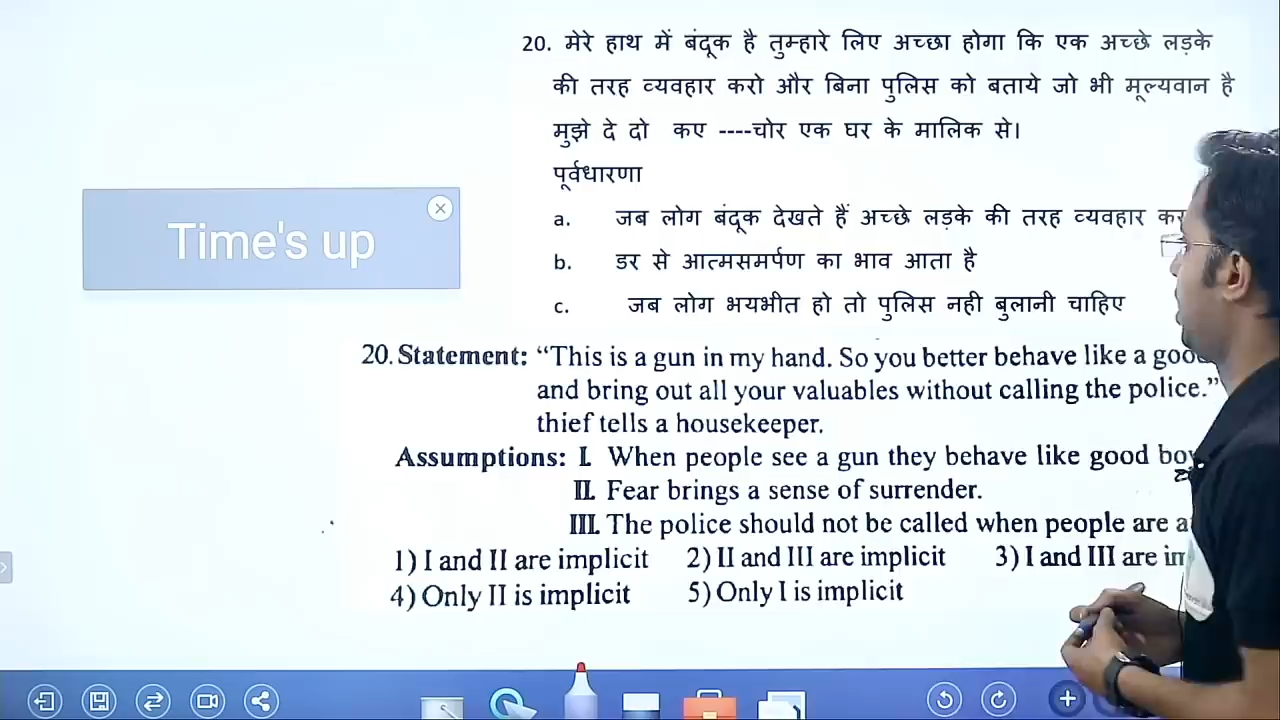 20. मेरे हाथ में बंदूक है तुम्हारे लिए अच्छा होगा कि एक अच्छे लड़के
की तरह व्यवहार करो और बिना पुलिस को बताये जो भी मूल्यवान है
मुझे दे दो कए ----चोर एक घर के मालिक से।
पूर्वधारणा
a. जब लोग बंदूक देखते हैं अच्छे लड़के की तरह व्यवहार
b. डर से आत्मसमर्पण का भाव आता है
c. जब लोग भयभीत हो तो पुलिस नही बुलानी चाहिए
Time's up
20. Statement: “This is a gun in my hand. So you better behave like a
and bring out all your valuables without calling the police.”
thief tells a housekeeper.
Assumptions: I. When people see a gun they behave like good
II. Fear brings a sense of surrender.
III. The police should not be called when people are
1) I and II are implicit 2) II and III are implicit 3) I and III are
4) Only II is implicit 5) Only I is implicit